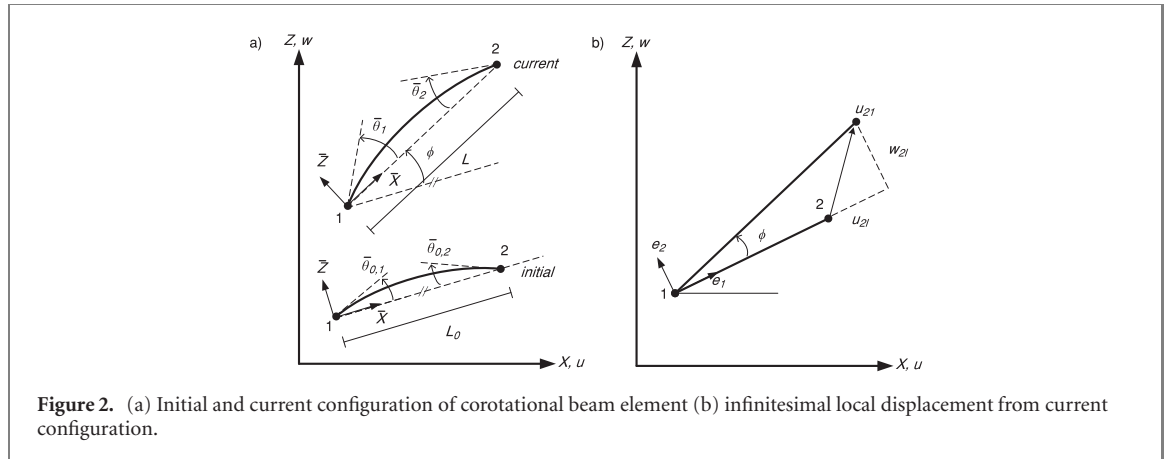 a)
Z, w
2
current
θ̄2
θ̄1
ϕ
L
Z̄
X̄
1
//
θ̄0,1
θ̄0,2
2
initial
Z̄
//
X̄
1
L0
X, u
b)
Z, w
u21
w2l
2
u2l
ϕ
e2
e1
1
X, u
Figure 2. (a) Initial and current configuration of corotational beam element (b) infinitesimal local displacement from current
configuration.